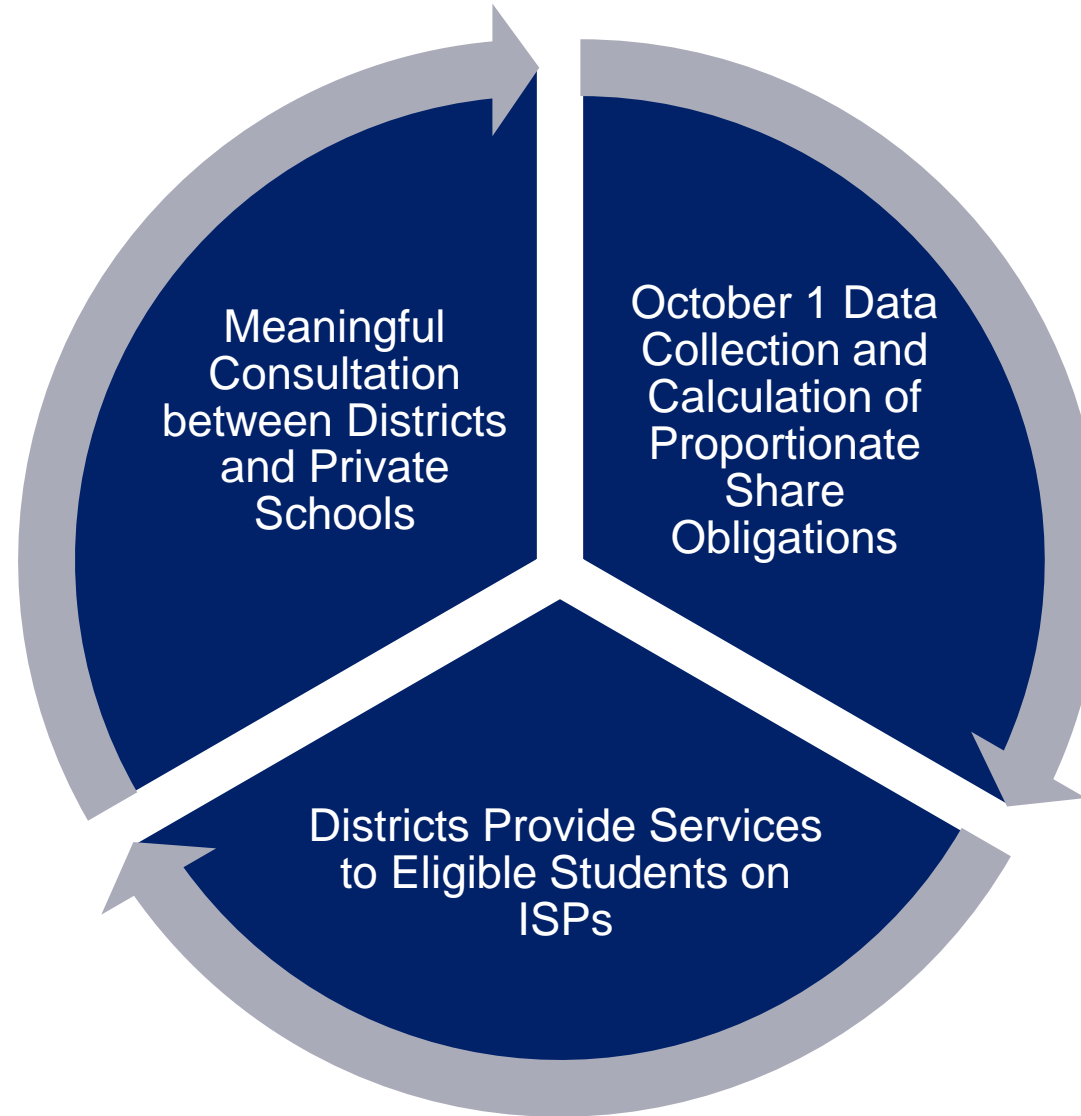 Meaningful
Consultation
between Districts
and Private
Schools
October 1 Data
Collection and
Calculation of
Proportionate
Share
Obligations
Districts Provide Services
to Eligible Students on
ISPs